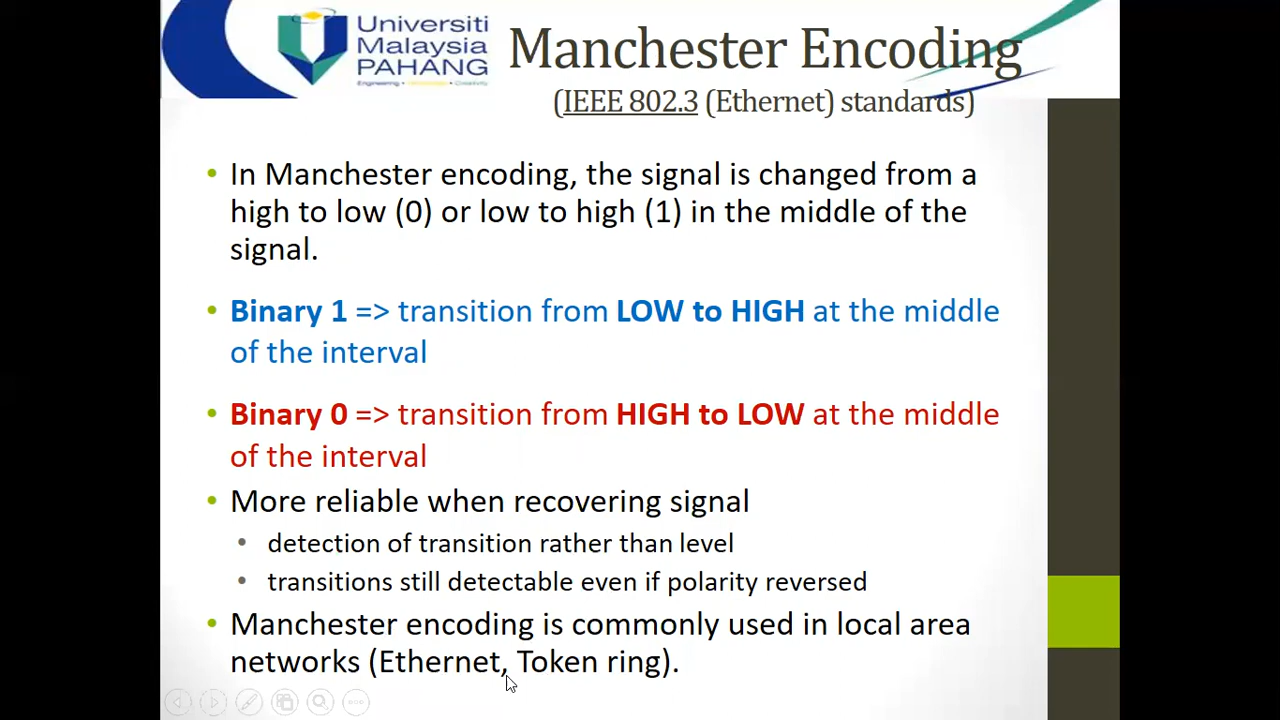 Universiti
Malaysia
PAHANG
Engineering • Technology • Creativity
Manchester Encoding
(IEEE 802.3 (Ethernet) standards)
• In Manchester encoding, the signal is changed from a
high to low (0) or low to high (1) in the middle of the
signal.
• Binary 1 => transition from LOW to HIGH at the middle
of the interval
• Binary 0 => transition from HIGH to LOW at the middle
of the interval
• More reliable when recovering signal
• detection of transition rather than level
• transitions still detectable even if polarity reversed
• Manchester encoding is commonly used in local area
networks (Ethernet, Token ring).